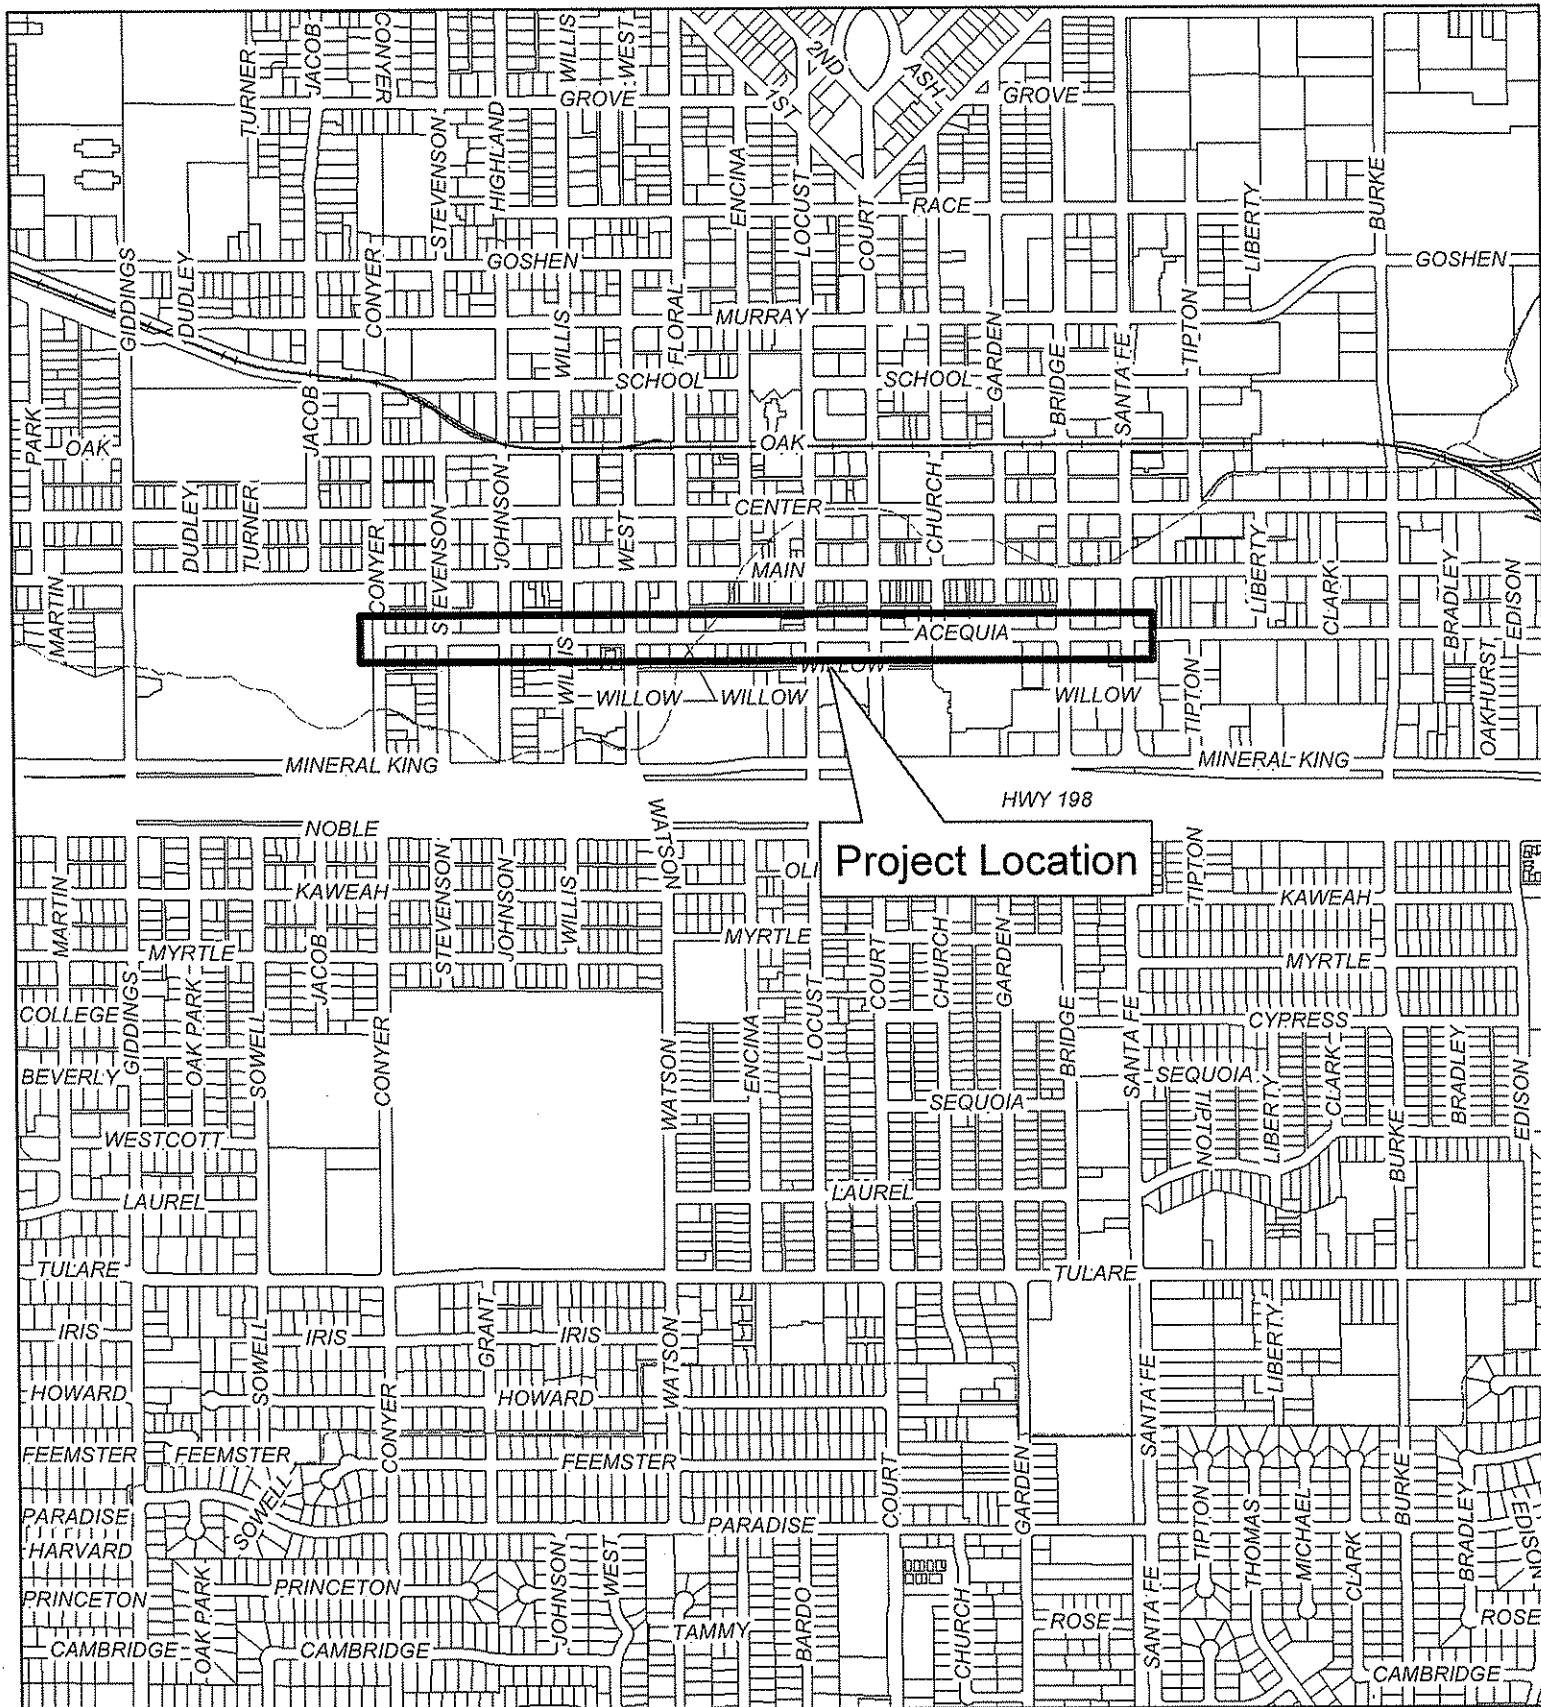 TURNER
JACOB
CONYER
WILLIS
WEST
2ND
ASH
1ST
GROVE
GROVE
STEVENSON
HIGHLAND
ENCINA
LOCUST
COURT
RACE
LIBERTY
BURKE
GIDDINGS
DUDLEY
CONYER
GOSHEN
GOSHEN
WILLIS
FLORAL
MURRAY
GARDEN
BRIDGE
SANTA FE
TIPTON
SCHOOL
SCHOOL
PARK
OAK
JACOB
OAK
DUDLEY
TURNER
CONYER
STEVENSON
JOHNSON
WEST
CENTER
CHURCH
MAIN
LIBERTY
CLARK
BRADLEY
EDISON
MARTIN
WILLIS
ACEQUIA
WILLOW
WILLOW
WILLOW
WILLOW
TIPTON
OAKHURST
MINERAL KING
MINERAL KING
HWY 198
NOBLE
WATSON
Project Location
OLI
TIPTON
MARTIN
KAWEAH
STEVENSON
JOHNSON
WILLIS
KAWEAH
MYRTLE
JACOB
MYRTLE
COURT
CHURCH
GARDEN
MYRTLE
COLLEGE
GIDDINGS
OAK PARK
SOWELL
CONYER
WATSON
ENCINA
LOCUST
BRIDGE
SANTA FE
CYPRESS
BEVERLY
SEQUOIA
SEQUOIA
TIPTON
LIBERTY
CLARK
BURKE
BRADLEY
EDISON
WESTCOTT
LAUREL
LAUREL
TULARE
TULARE
IRIS
SOWELL
IRIS
GRANT
IRIS
WATSON
LIBERTY
HOWARD
CONYER
HOWARD
SANTA FE
FEEMSTER
FEEMSTER
FEEMSTER
COURT
GARDEN
BURKE
BRADLEY
EDISON
PARADISE
SOWELL
PARADISE
HARVARD
TIPTON
THOMAS
MICHAEL
CLARK
PRINCETON
OAK PARK
PRINCETON
JOHNSON
WEST
TAMMY
BARDO
CHURCH
ROSE
SANTA FE
ROSE
CAMBRIDGE
CAMBRIDGE
CAMBRIDGE